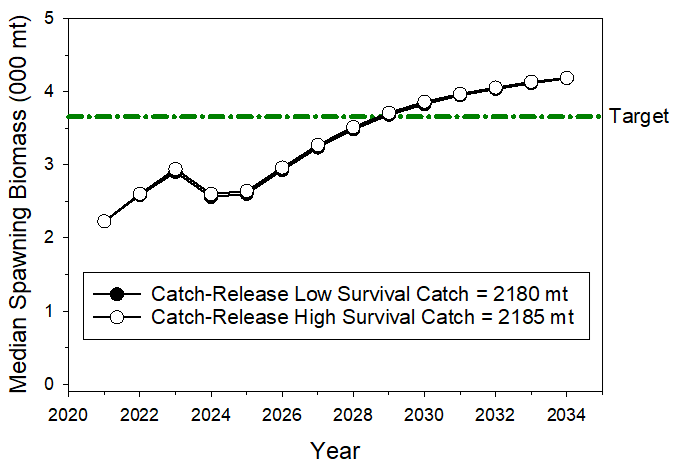 Median Spawning Biomass (000 mt)
5
4
3
2
1
0
Target
Catch-Release Low Survival Catch = 2180 mt
Catch-Release High Survival Catch = 2185 mt
2020 2022 2024 2026 2028 2030 2032 2034
Year